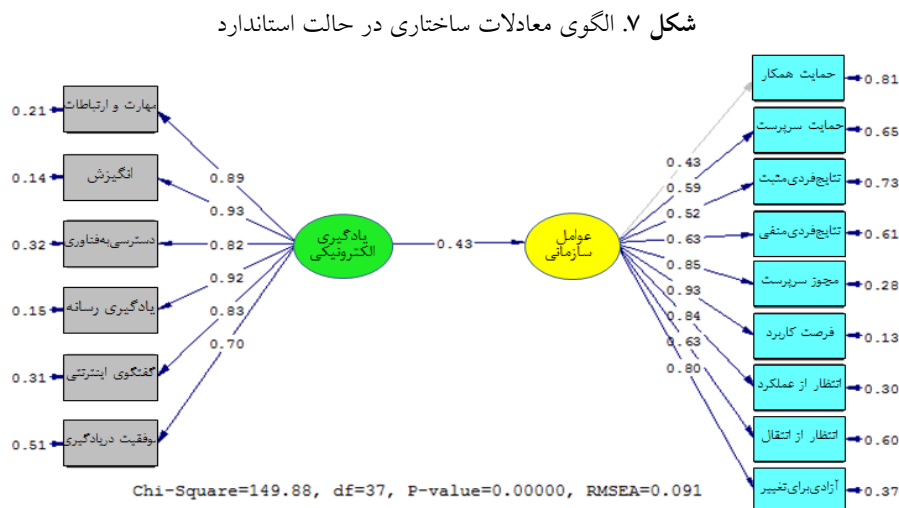 شکل ۷. الگوی معادلات ساختاری در حالت استاندارد
حمایت همکار
0.81
حمایت سرپرست
0.65
نتایج‌فردی‌مثبت
0.73
نتایج‌فردی‌منفی
0.61
مجوز سرپرست
0.28
فرصت کاربرد
0.13
انتظار از عملکرد
0.30
انتظار از انتقال
0.60
آزادی‌برای‌تغییر
0.37
0.43
0.59
0.52
0.63
0.85
0.93
0.84
0.63
0.80
عوامل
سازمانی
0.43
یادگیری
الکترونیکی
0.89
0.93
0.82
0.92
0.83
0.70
مهارت و ارتباطات
0.21
انگیزش
0.14
دسترسی‌به‌فناوری
0.32
یادگیری رسانه
0.15
گفتگوی اینترنتی
0.31
موفقیت دریادگیری
0.51
Chi-Square=149.88, df=37, P-value=0.00000, RMSEA=0.091